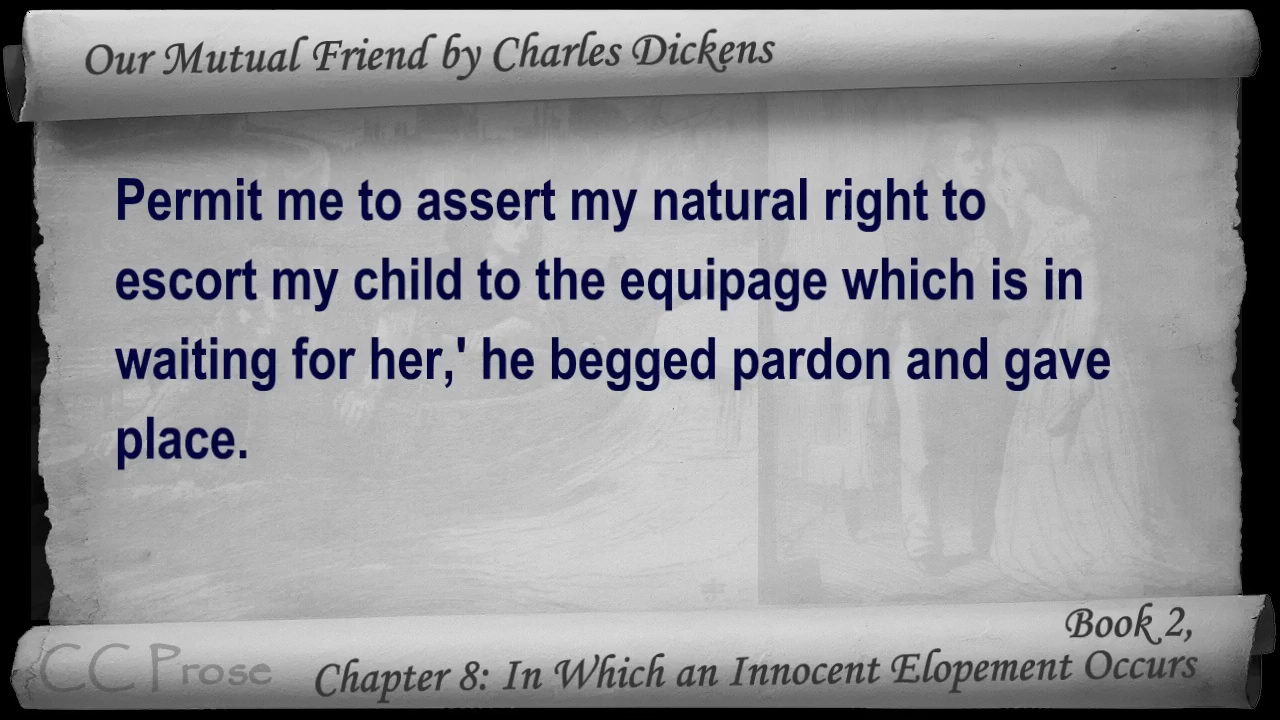 Our Mutual Friend by Charles Dickens
Permit me to assert my natural right to
escort my child to the equipage which is in
waiting for her,' he begged pardon and gave
place.
Book 2,
CC Prose
Chapter 8: In Which an Innocent Elopement Occurs